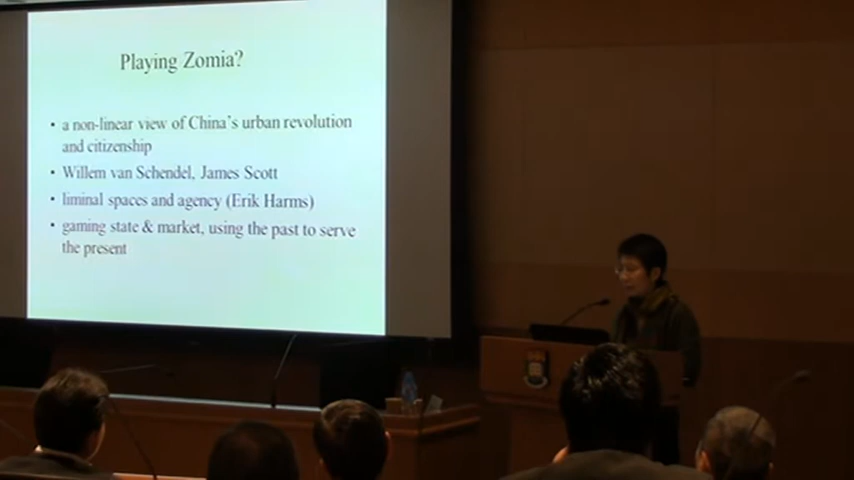 Playing Zomia?
• a non-linear view of China's urban revolution
and citizenship
• Willem van Schendel, James Scott
• liminal spaces and agency (Erik Harms)
• gaming state & market, using the past to serve
the present